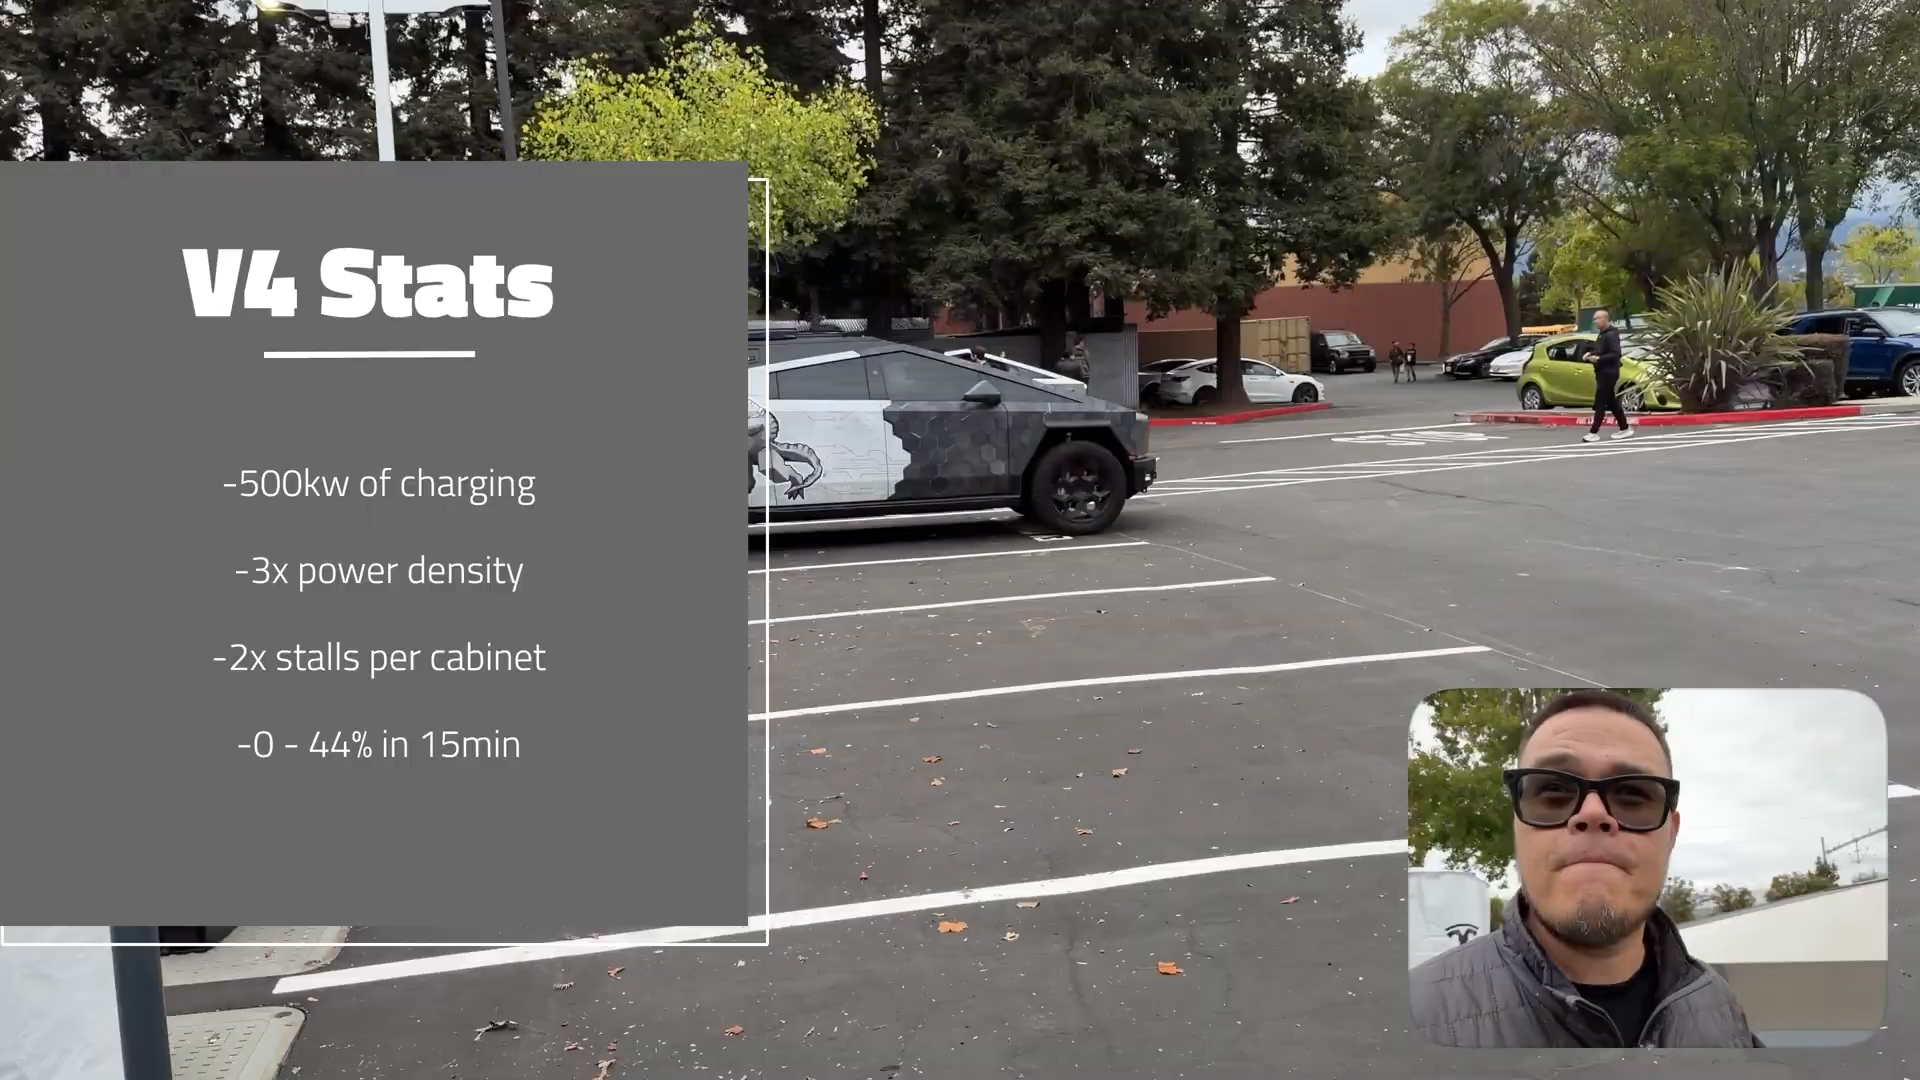 V4 Stats
-500kw of charging
-3x power density
-2x stalls per cabinet
-0 - 44% in 15min